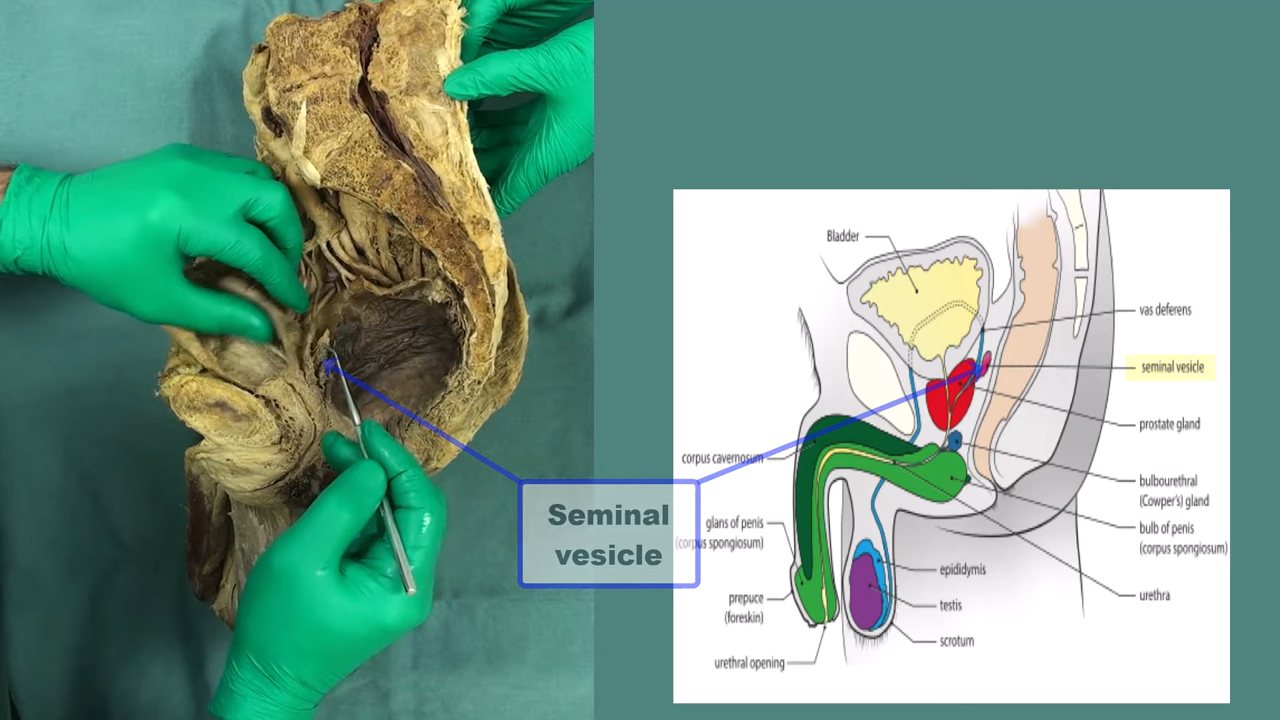 Bladder
vas deferens
seminal vesicle
prostate gland
corpus cavernosum
bulbourethral
(Cowper's) gland
Seminal
vesicle
glans of penis
(corpus spongiosum)
bulb of penis
(corpus spongiosum)
epididymis
urethra
prepuce
(foreskin)
testis
scrotum
urethral opening